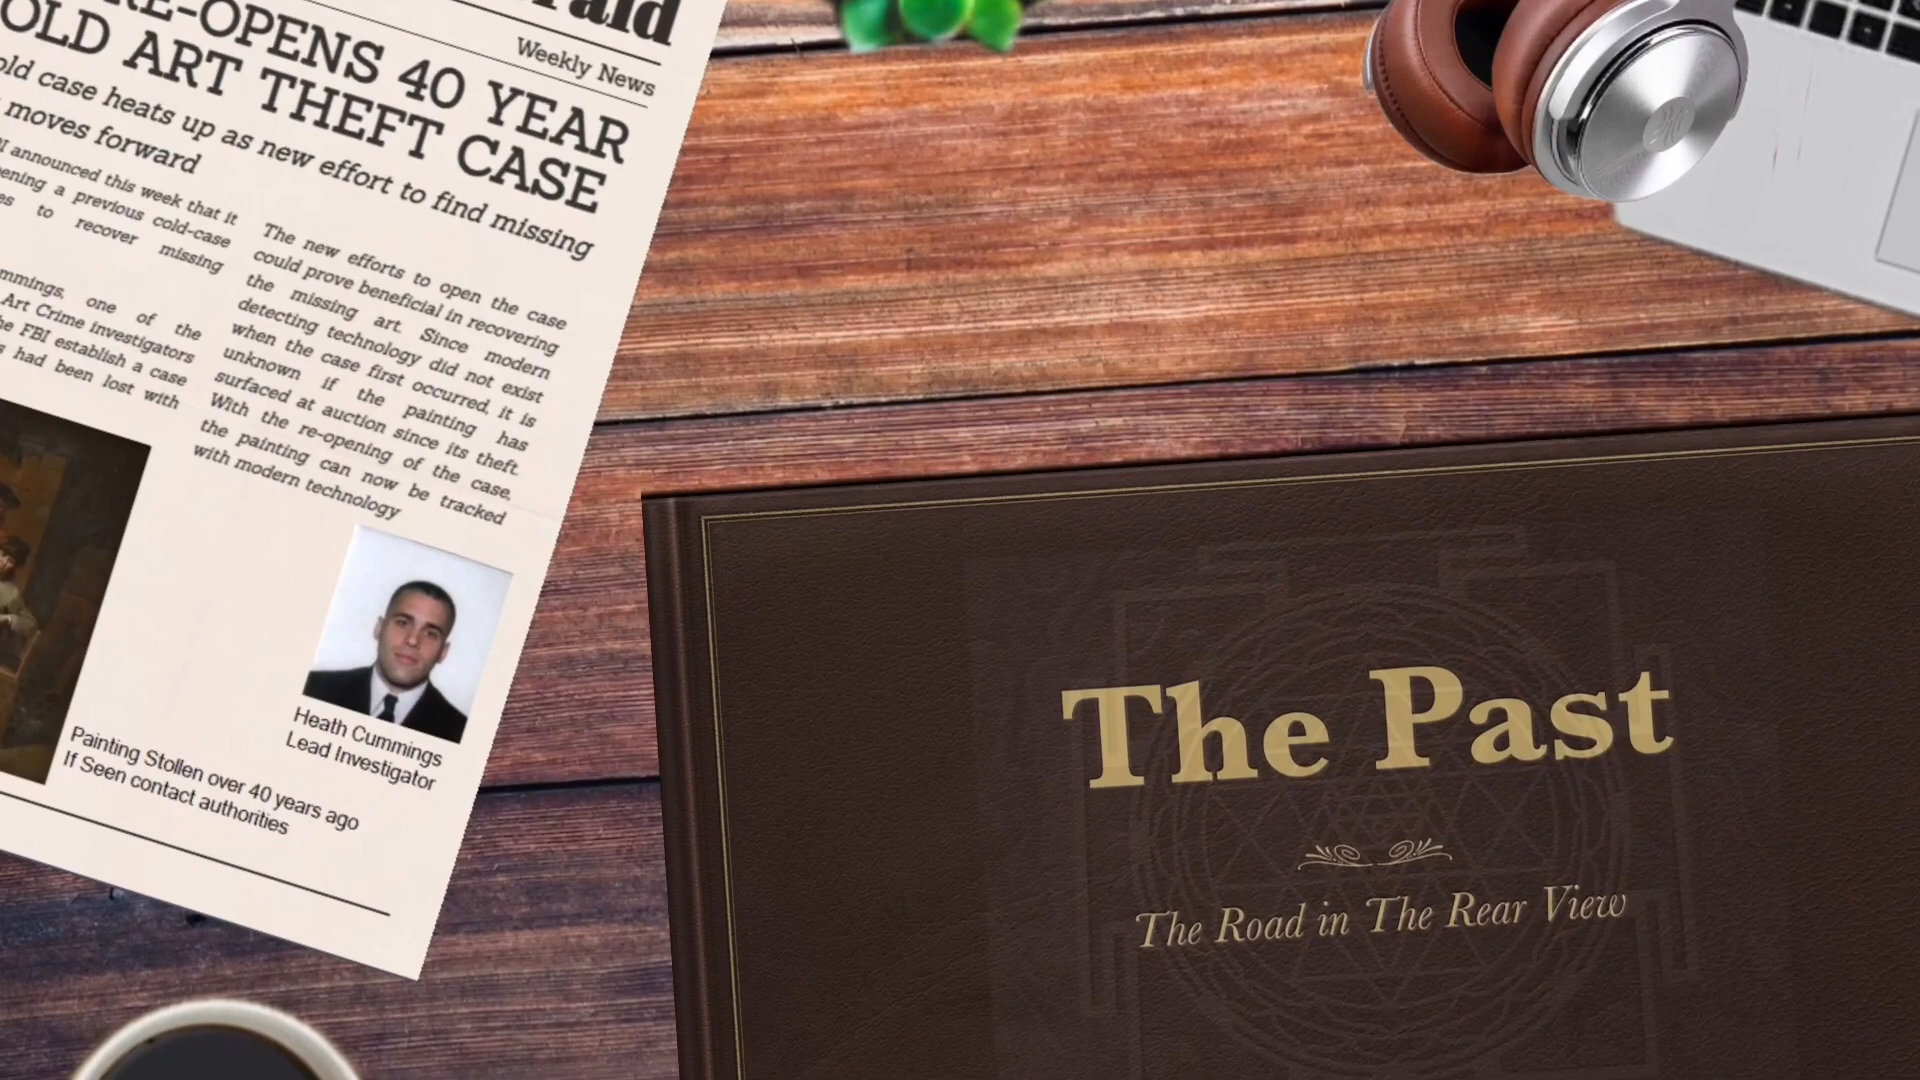 Weekly News
RE-OPENS 40 YEAR
OLD ART THEFT CASE
old case heats up as new effort to find missing
moves forward
announced this week that it
a previous cold-case
to recover missing
one of the
Art Crime investigators
FBI establish a case
had been lost with
The new efforts to open the case
could prove beneficial in recovering
the missing art. Since modern
detecting technology did not exist
when the case first occurred, it is
unknown if the painting has
surfaced at auction since its theft.
With the re-opening of the case,
the painting can now be tracked
with modern technology
Heath Cummings
Lead Investigator
Painting Stollen over 40 years ago
If Seen contact authorities
The Past
The Road in The Rear View